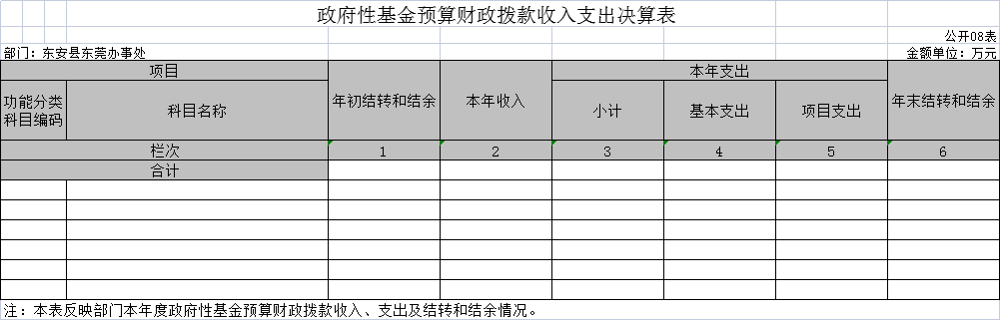 政府性基金预算财政拨款收入支出决算表
公开08表
部门：东安县东莞办事处 金额单位：万元
项目 年初结转和结余 本年收入 本年支出 年末结转和结余
功能分类科目编码 科目名称 小计 基本支出 项目支出
栏次 1 2 3 4 5 6
合计
注：本表反映部门本年度政府性基金预算财政拨款收入、支出及结转和结余情况。